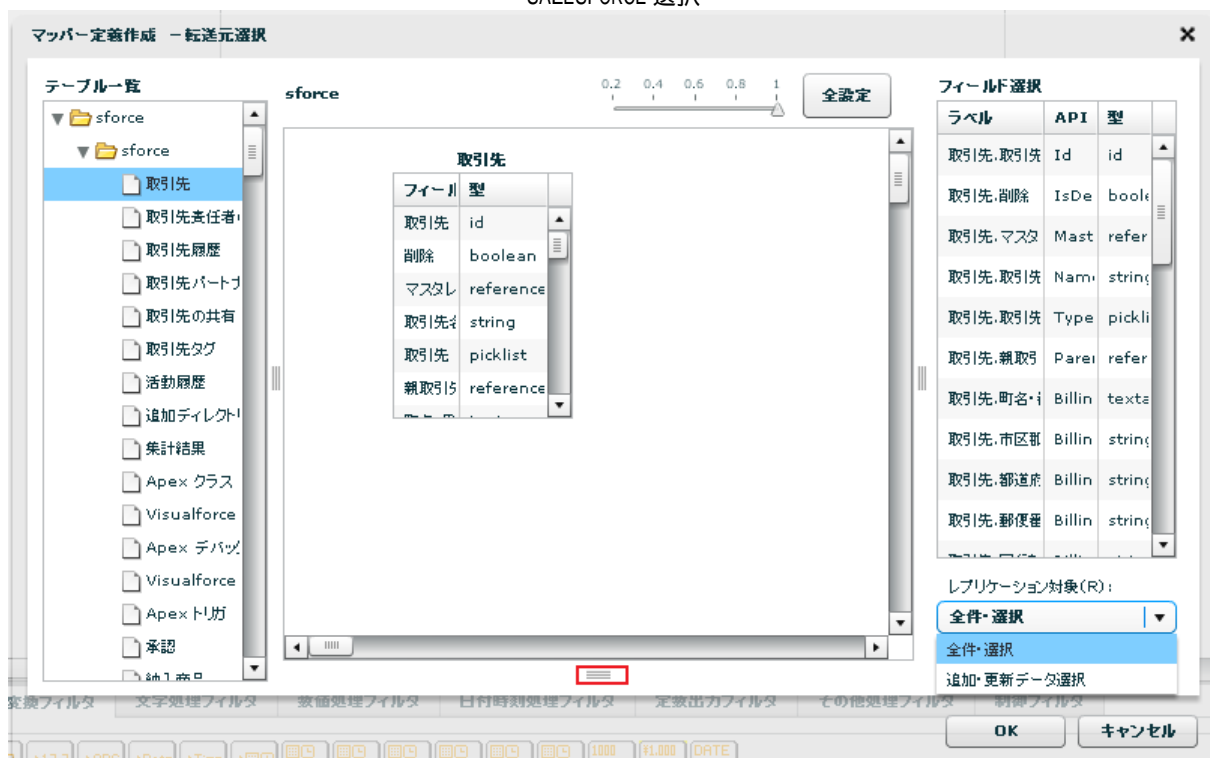 SALESFORCE 選択
マッパー定義作成 －転送元選択
テーブル一覧
sforce
sforce
取引先
取引先責任者
取引先履歴
取引先パート
取引先の共有
取引先タグ
活動履歴
追加ディレクト
集計結果
Apex クラス
Visualforce
Apex デバッ
Visualforce
Apex トリガ
承認
納入商品
sforce
0.2 0.4 0.6 0.8 1
全設定
取引先
フィール 型
取引先 id
削除 boolean
マスタレ reference
取引先名 string
取引先 picklist
親取引先 reference
フィールド選択
ラベル API 型
取引先.取引先 Id id
取引先.削除 IsDe boole
取引先.マスタ Mast refer
取引先.取引先 Nam string
取引先.取引先 Type pickli
取引先.親取引 Pare refer
取引先.町名・ Billin texta
取引先.市区郡 Billin string
取引先.都道府 Billin string
取引先.郵便番 Billin string
レプリケーション対象(R):
全件・選択
全件・選択
追加・更新データ選択
変換フィルタ 文字処理フィルタ 数値処理フィルタ 日付時刻処理フィルタ 定数出力フィルタ その他処理フィルタ 制御フィルタ
OK キャンセル
1000 ¥1,000 DATE